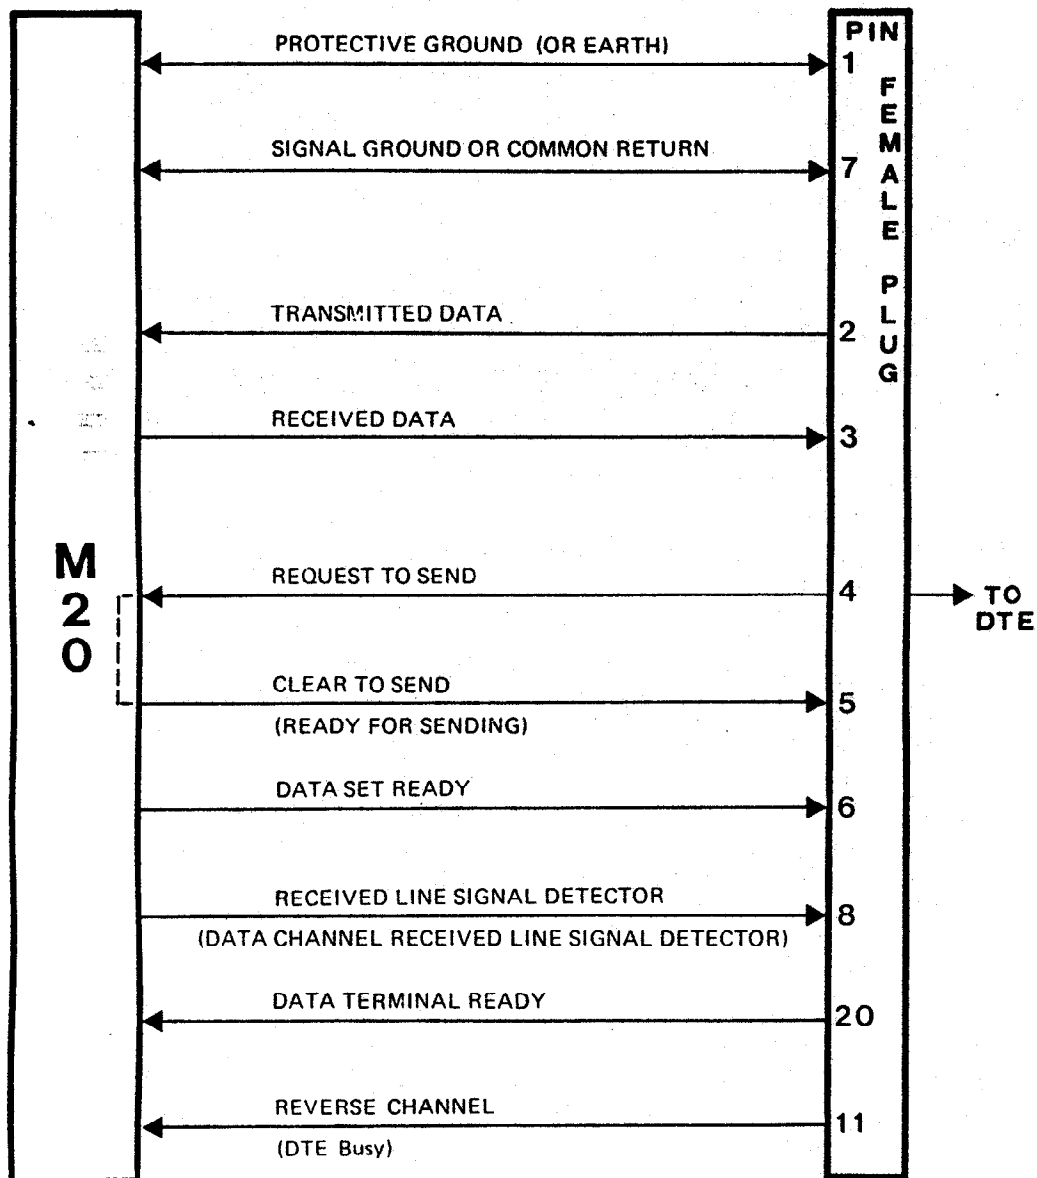 PIN
FEMALE PLUG
PROTECTIVE GROUND (OR EARTH)
1
SIGNAL GROUND OR COMMON RETURN
7
TRANSMITTED DATA
2
RECEIVED DATA
3
M20
REQUEST TO SEND
4
TO
DTE
CLEAR TO SEND
5
(READY FOR SENDING)
DATA SET READY
6
RECEIVED LINE SIGNAL DETECTOR
8
(DATA CHANNEL RECEIVED LINE SIGNAL DETECTOR)
DATA TERMINAL READY
20
REVERSE CHANNEL
11
(DTE Busy)